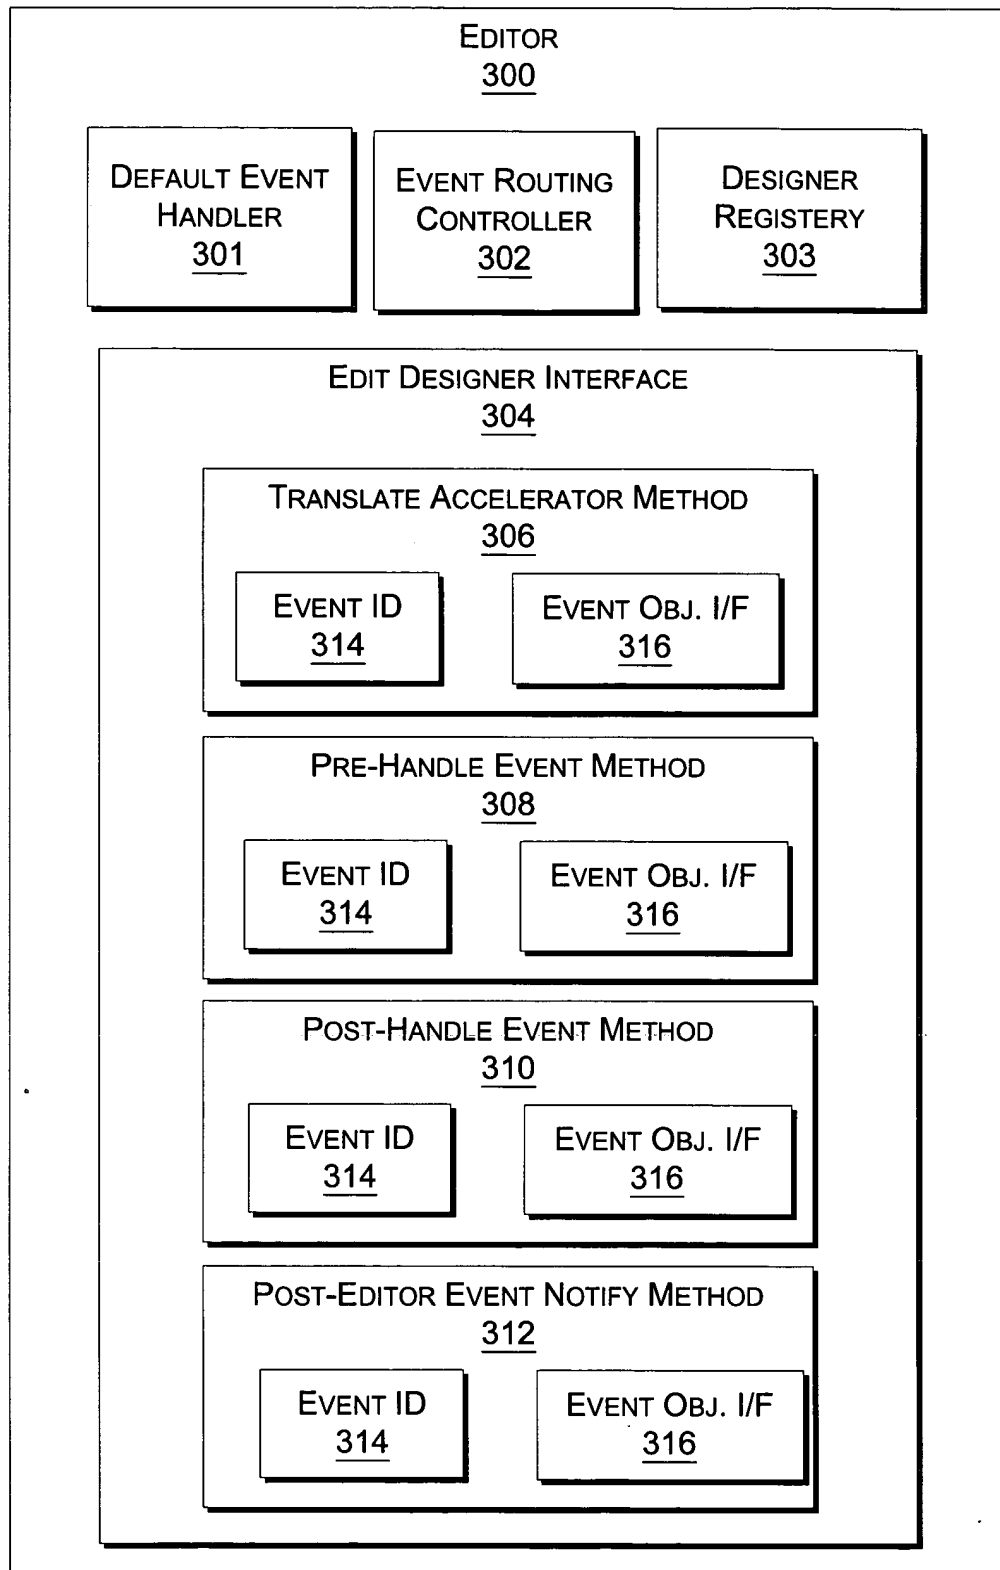 EDITOR
300
DEFAULT EVENT
HANDLER
301
EVENT ROUTING
CONTROLLER
302
DESIGNER
REGISTERY
303
EDIT DESIGNER INTERFACE
304
TRANSLATE ACCELERATOR METHOD
306
EVENT ID
314
EVENT OBJ. I/F
316
PRE-HANDLE EVENT METHOD
308
EVENT ID
314
EVENT OBJ. I/F
316
POST-HANDLE EVENT METHOD
310
EVENT ID
314
EVENT OBJ. I/F
316
POST-EDITOR EVENT NOTIFY METHOD
312
EVENT ID
314
EVENT OBJ. I/F
316